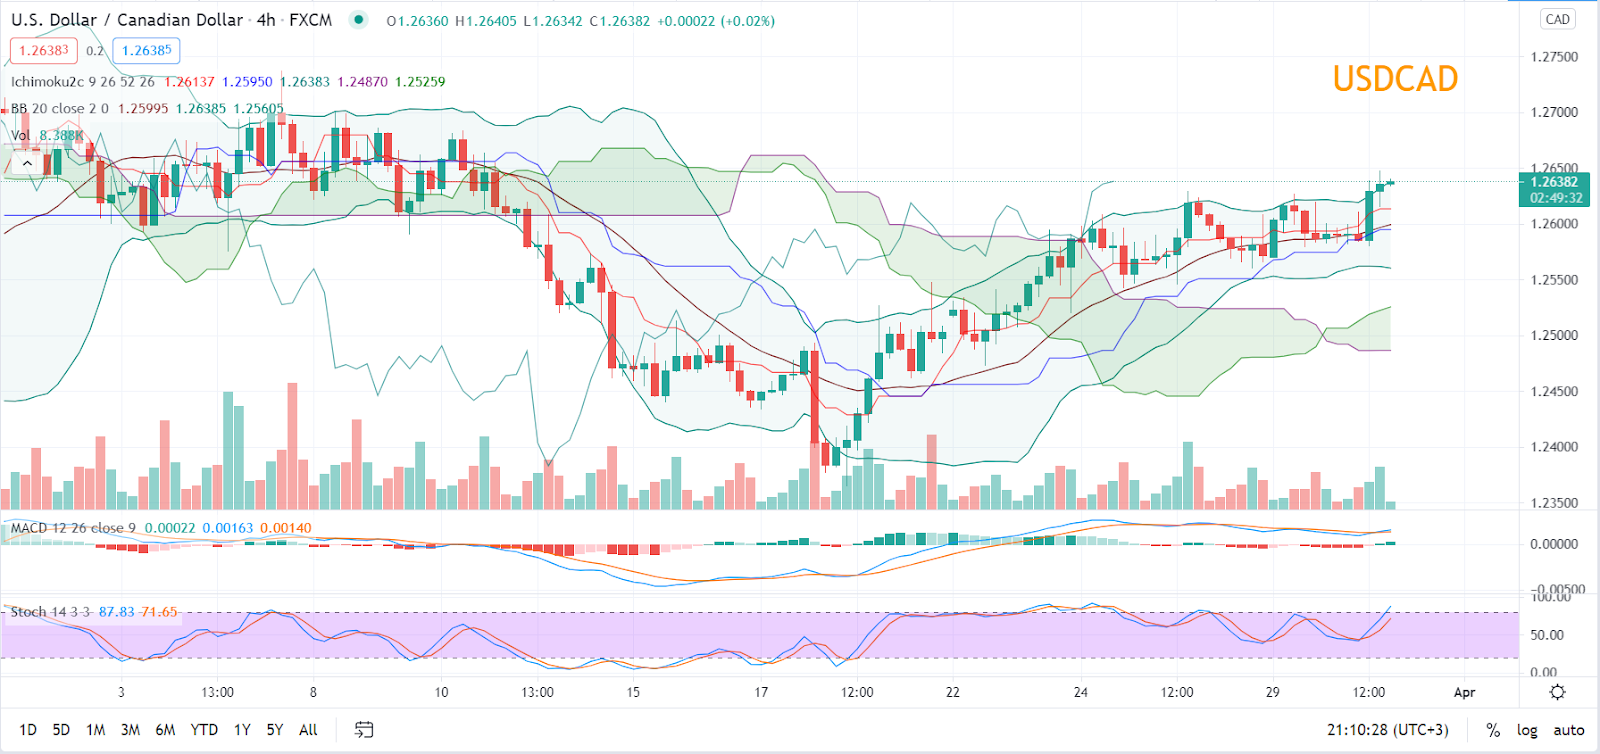 U.S. Dollar / Canadian Dollar · 4h · FXCM O1.26360 H1.26405 L1.26342 C1.26382 +0.00022 (+0.02%)
CAD
1.26383 0.2 1.26385
1.27500
USDCAD
Ichimoku2c 9 26 52 26 1.26137 1.25950 1.26383 1.24870 1.25259
BB 20 close 2 0 1.25995 1.26385 1.25605
1.27000
Vol 8.388K
1.26500
1.26382
02:49:32
1.26000
1.25500
1.25000
1.24500
1.24000
1.23500
MACD 12 26 close 9 0.00022 0.00163 0.00140
0.00000
-0.00500
100.00
Stoch 14 3 3 87.83 71.65
50.00
0.00
3 13:00 8 10 13:00 15 17 12:00 22 24 12:00 29 12:00 Apr
1D 5D 1M 3M 6M YTD 1Y 5Y All 21:10:28 (UTC+3) % log auto